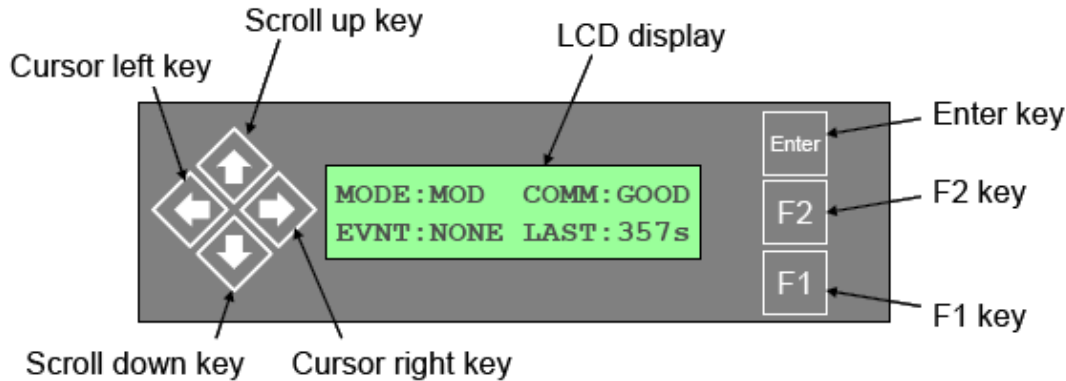 Scroll up key
LCD display
Cursor left key
Enter key
Enter
MODE:MOD COMM:GOOD
F2 key
F2
EVNT:NONE LAST:357s
F1
F1 key
Scroll down key
Cursor right key